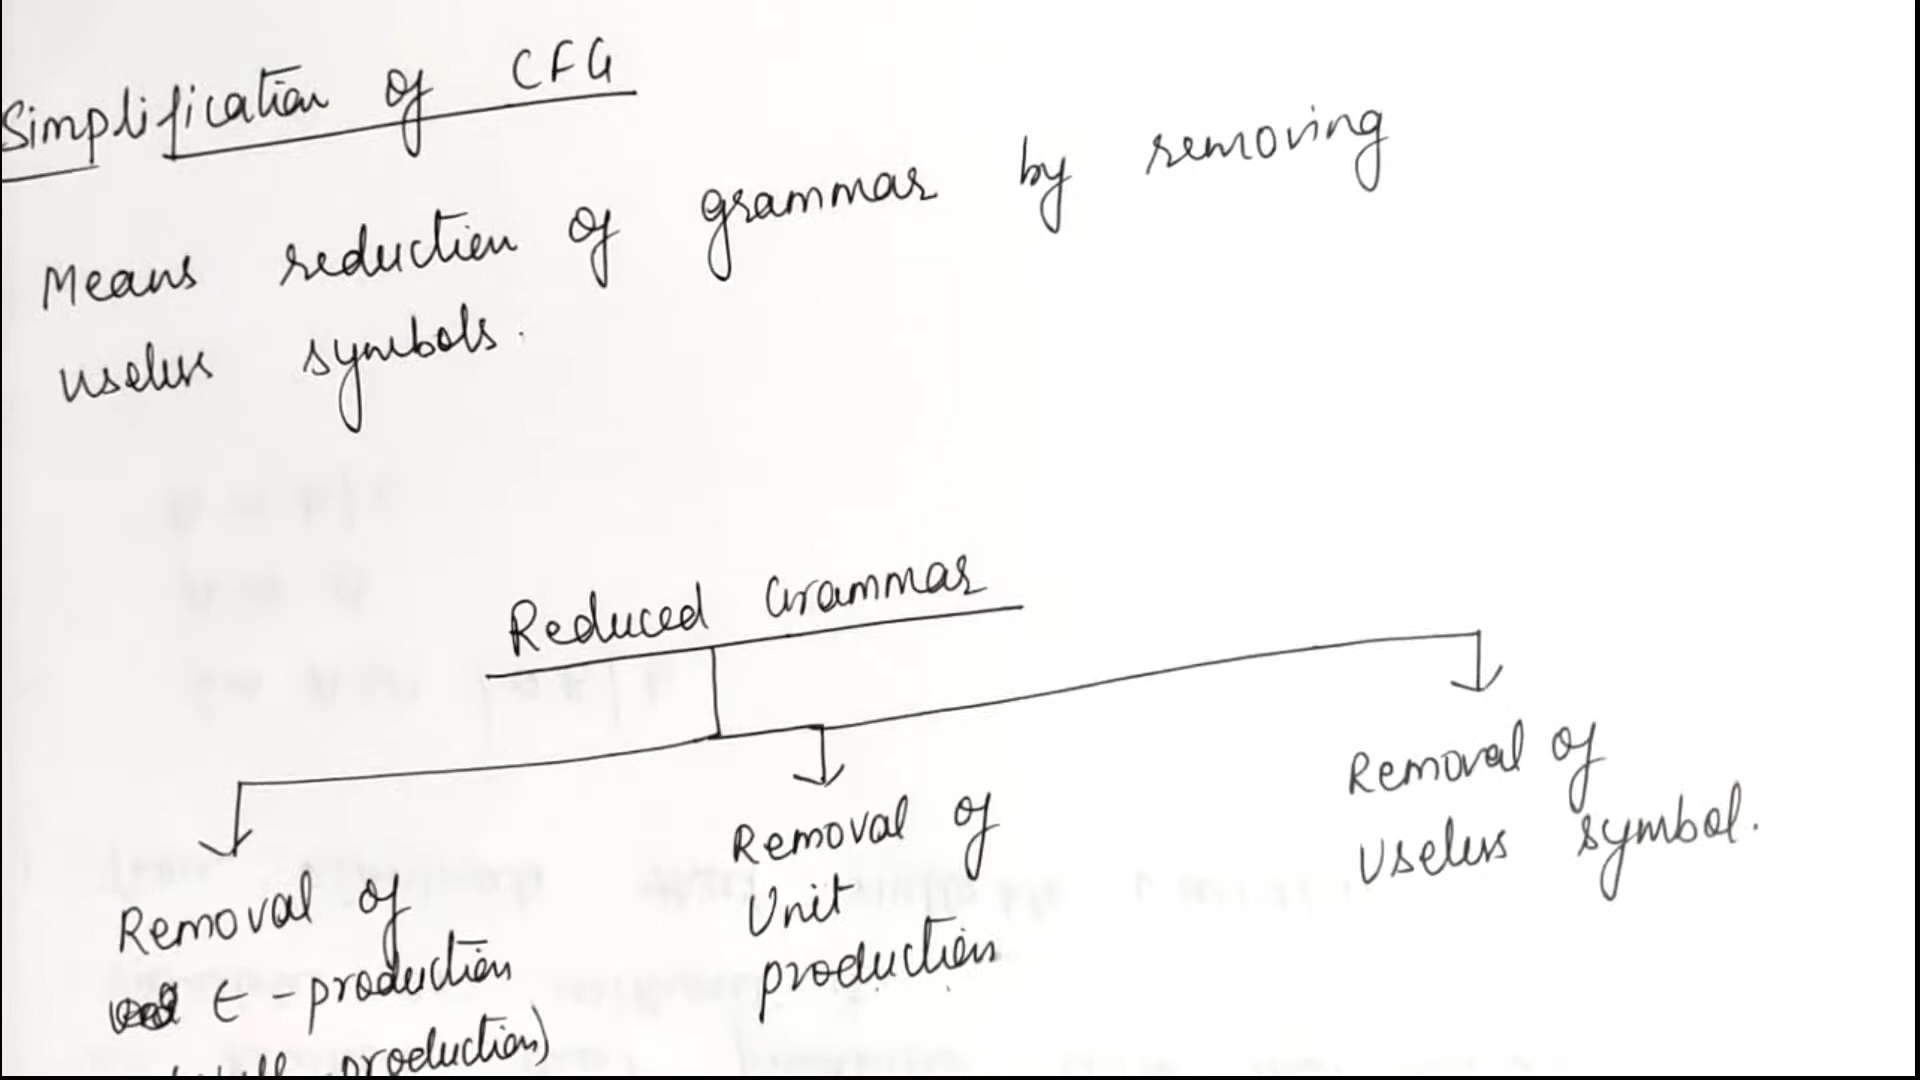 Simplification of CFG
Means reduction of grammar by removing
useless symbols.
Reduced Grammar
Removal of
ϵ - production
production)
Removal of
Unit
production
Removal of
Useless symbol.